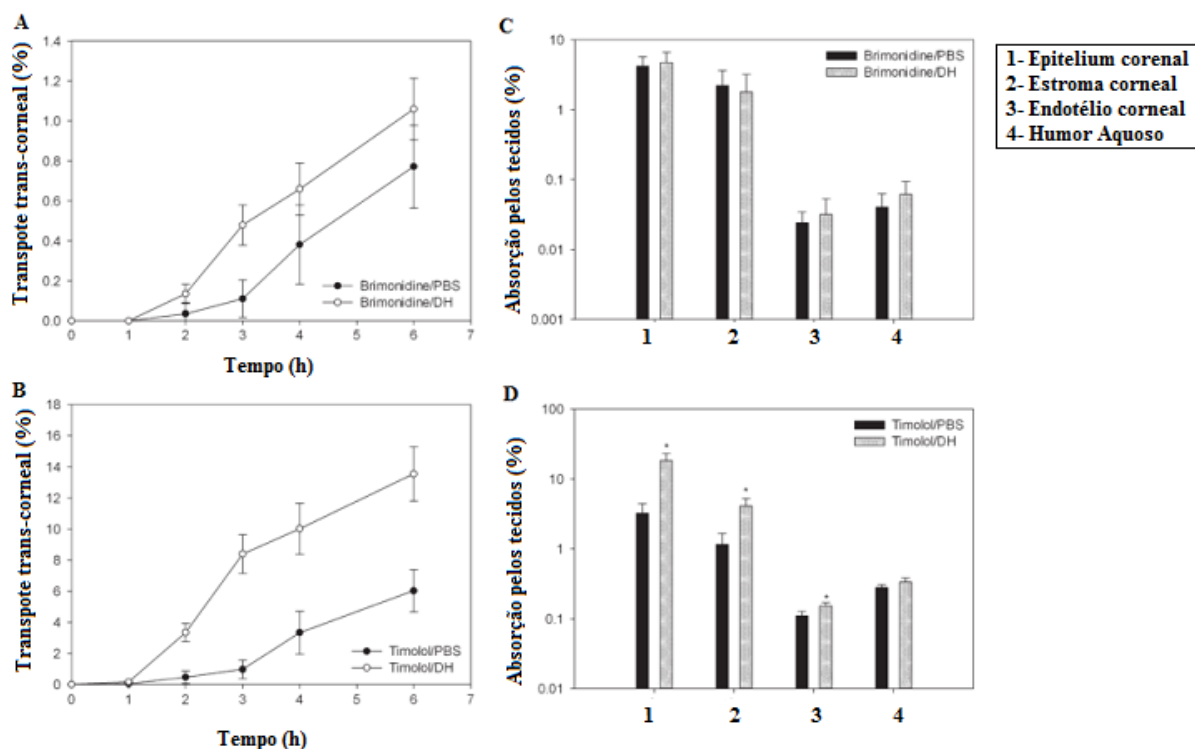 A
Transpote trans-corneal (%)
1.4
1.2
1.0
0.8
0.6
0.4
0.2
0.0
Brimonidine/PBS
Brimonidine/DH
0 1 2 3 4 5 6 7
Tempo (h)
C
Absorção pelos tecidos (%)
10
1
0.1
0.01
0.001
Brimonidine/PBS
Brimonidine/DH
1 2 3 4
1- Epitelium corenal
2- Estroma corneal
3- Endotélio corneal
4- Humor Aquoso
B
Transpote trans-corneal (%)
18
16
14
12
10
8
6
4
2
0
Timolol/PBS
Timolol/DH
0 1 2 3 4 5 6 7
Tempo (h)
D
Absorção pelos tecidos (%)
100
10
1
0.1
0.01
Timolol/PBS
Timolol/DH
* * *
1 2 3 4